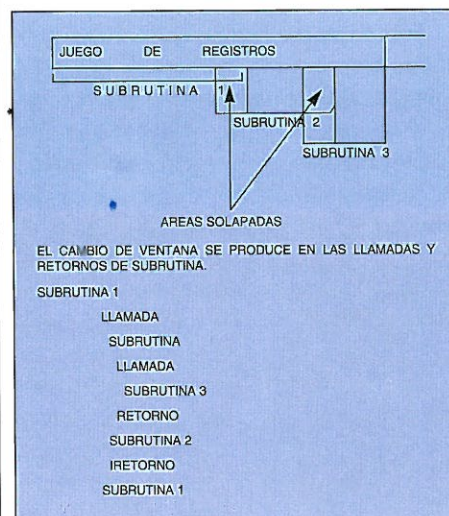 JUEGO DE REGISTROS
SUBRUTINA 1
SUBRUTINA 2
SUBRUTINA 3
AREAS SOLAPADAS
EL CAMBIO DE VENTANA SE PRODUCE EN LAS LLAMADAS Y
RETORNOS DE SUBRUTINA.
SUBRUTINA 1
LLAMADA
SUBRUTINA
LLAMADA
SUBRUTINA 3
RETORNO
SUBRUTINA 2
IRETORNO
SUBRUTINA 1